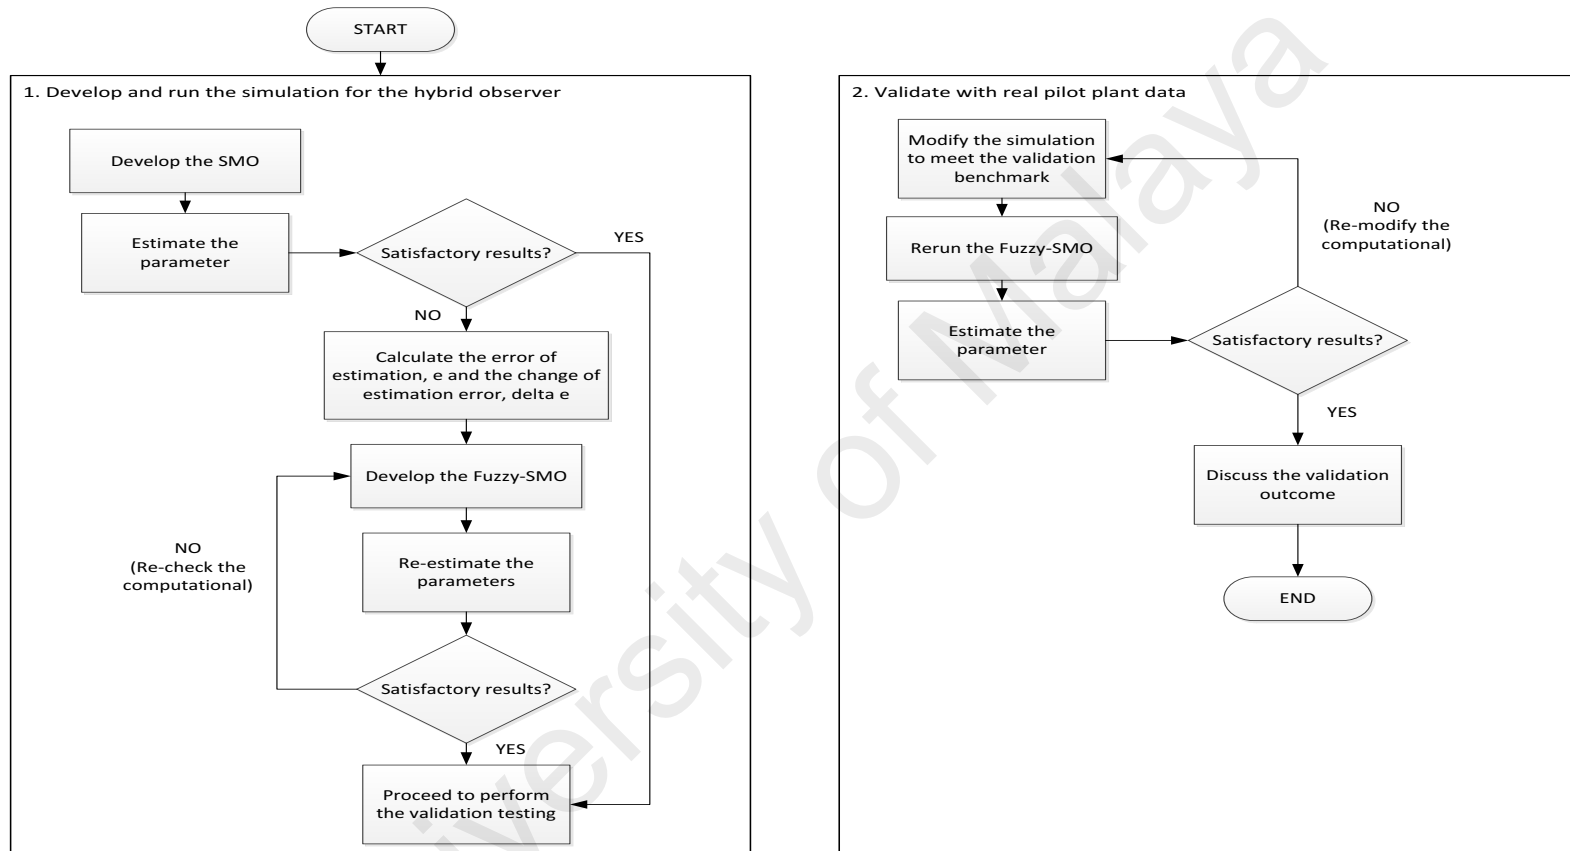 START
1. Develop and run the simulation for the hybrid observer
Develop the SMO
Estimate the
parameter
Satisfactory results?
YES
NO
Calculate the error of
estimation, e and the change of
estimation error, delta e
Develop the Fuzzy-SMO
NO
(Re-check the
computational)
Re-estimate the
parameters
Satisfactory results?
YES
Proceed to perform
the validation testing
2. Validate with real pilot plant data
Modify the simulation
to meet the validation
benchmark
NO
(Re-modify the
computational)
Rerun the Fuzzy-SMO
Estimate the
parameter
Satisfactory results?
YES
Discuss the validation
outcome
END
iversity of Malaya